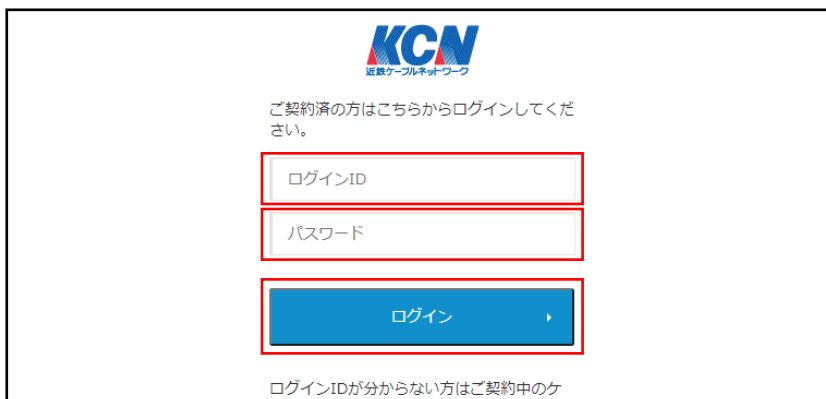 KCN
近鉄ケーブルネットワーク
ご契約済の方はこちらからログインしてくだ
さい。
ログインID
パスワード
ログイン
ログインIDが分からない方はご契約中のケ